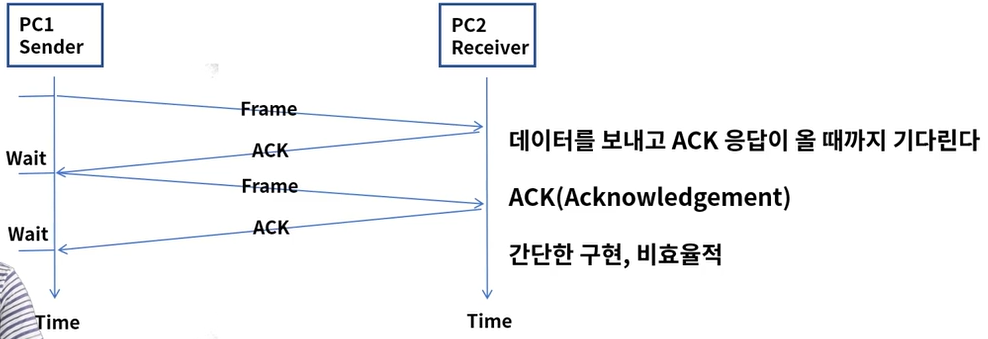 PC1
Sender
PC2
Receiver
Frame
ACK
Wait
Frame
ACK
Wait
Time
Time
데이터를 보내고 ACK 응답이 올 때까지 기다린다
ACK(Acknowledgement)
간단한 구현, 비효율적